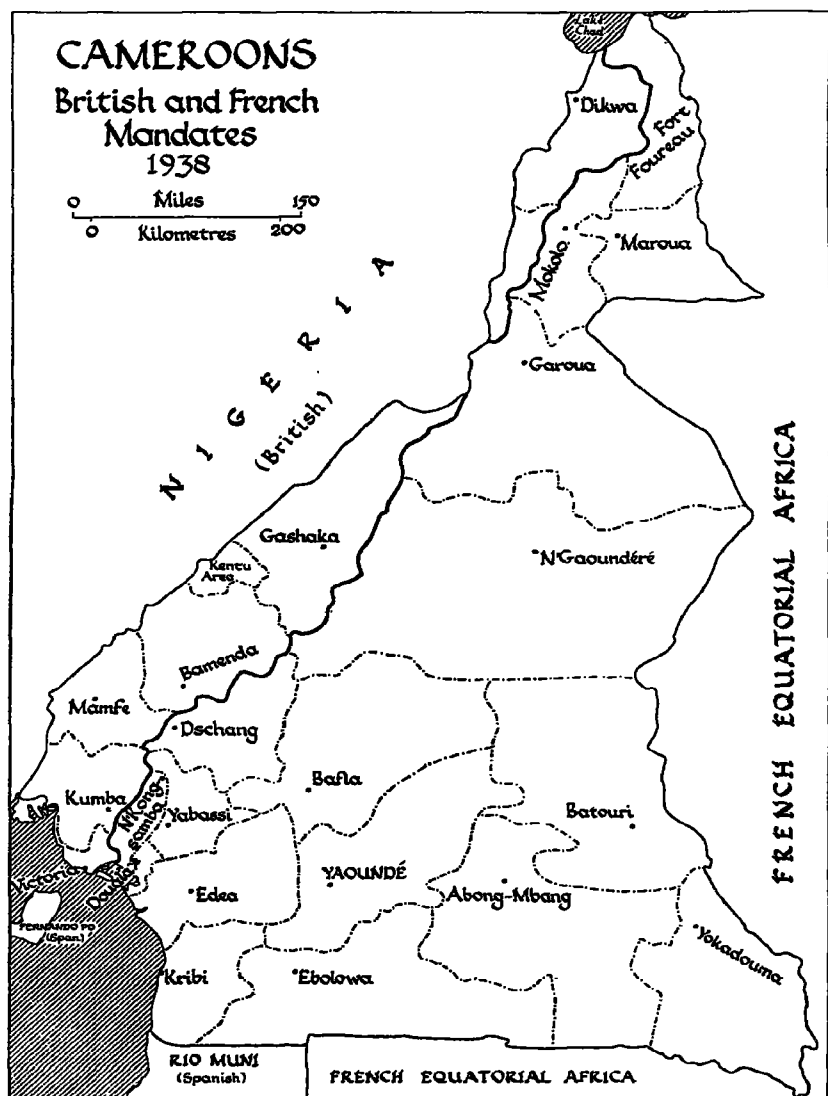 CAMEROONS
British and French
Mandates
1938
0 Miles 150
0 Kilometres 200
Lake
Chad
Dikwa
Fort
Foureau
Mokolo
Maroua
NIGERIA
(British)
Garoua
FRENCH EQUATORIAL AFRICA
Gashaka
Kentu
Area
N'Gaoundéré
Bamenda
Mamfe
Dschang
Kumba
N'Kong-
samba
Yabassi
Bafia
Batouri
Victoria
Douala
Edea
YAOUNDÉ
Abong-Mbang
FERNANDO PO
(Span.)
Yokadouma
Kribi
Ebolowa
RIO MUNI
(Spanish)
FRENCH EQUATORIAL AFRICA